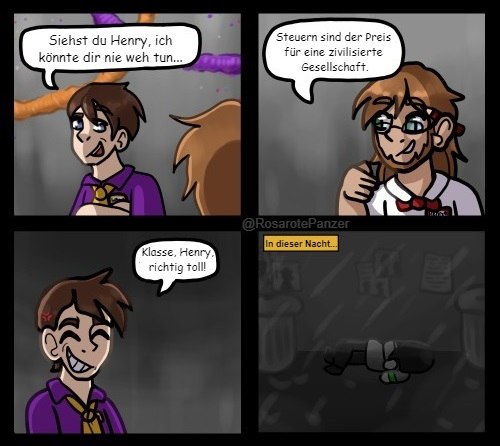 Siehst du Henry, ich
könnte dir nie weh tun...
Steuern sind der Preis
für eine zivilisierte
Gesellschaft.
@RosarotePanzer
Klasse, Henry,
richtig toll!
In dieser Nacht...